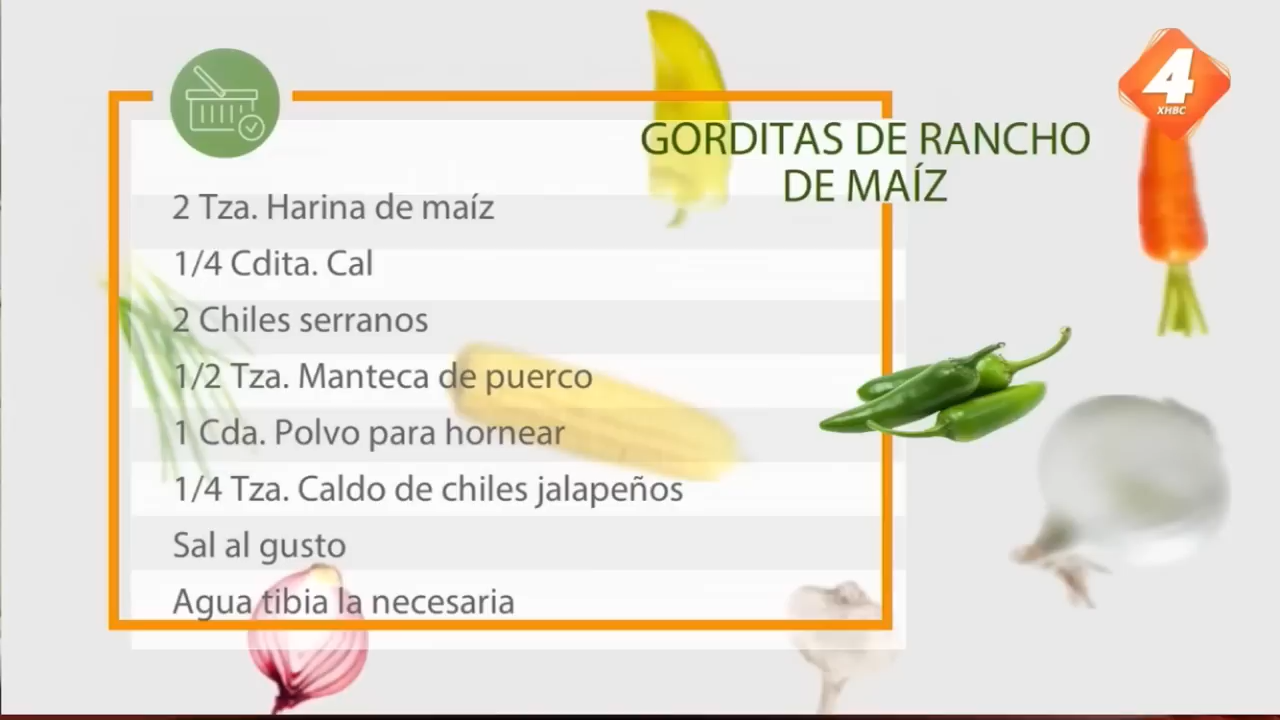 4
XHBC
GORDITAS DE RANCHO
DE MAÍZ
2 Tza. Harina de maíz
1/4 Cdita. Cal
2 Chiles serranos
1/2 Tza. Manteca de puerco
1 Cda. Polvo para hornear
1/4 Tza. Caldo de chiles jalapeños
Sal al gusto
Agua tibia la necesaria